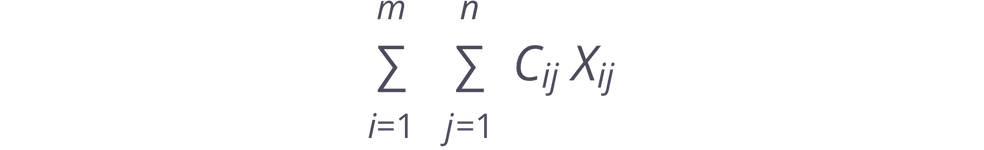 m n
∑ ∑ Cij Xij
i=1 j=1